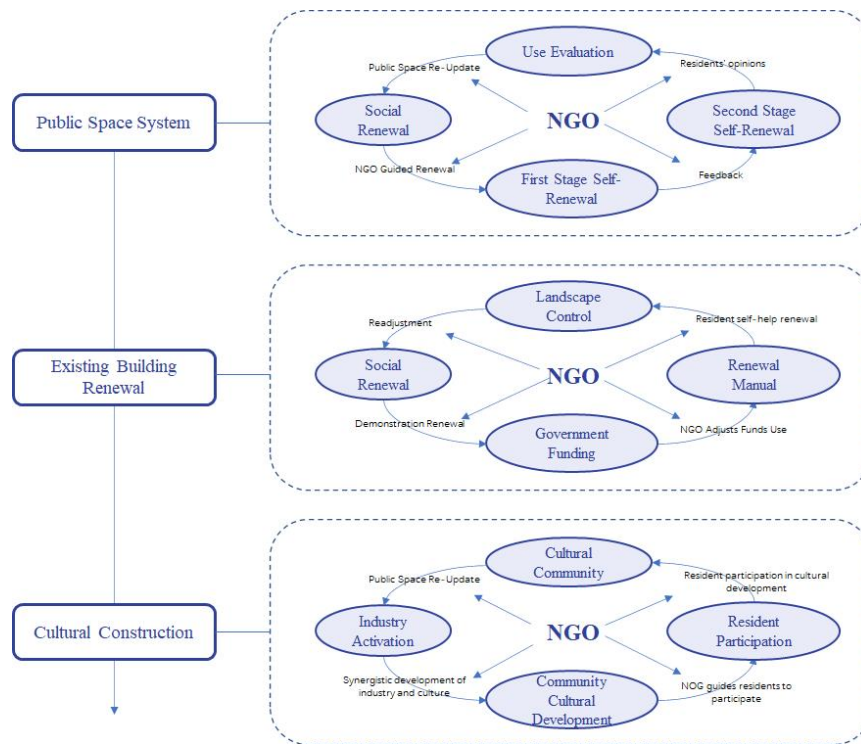 Use Evaluation
Public Space Re-Update
Residents' opinions
Public Space System
Social
Renewal
NGO
Second Stage
Self-Renewal
NGO Guided Renewal
First Stage Self-
Renewal
Feedback
Landscape
Control
Readjustment
Resident self-help renewal
Existing Building
Renewal
Social
Renewal
NGO
Renewal
Manual
Demonstration Renewal
Government
Funding
NGO Adjusts Funds Use
Cultural
Community
Public Space Re-Update
Resident participation in cultural
development
Cultural Construction
Industry
Activation
NGO
Resident
Participation
Synergistic development of
industry and culture
Community
Cultural
Development
NOG guides residents to
participate